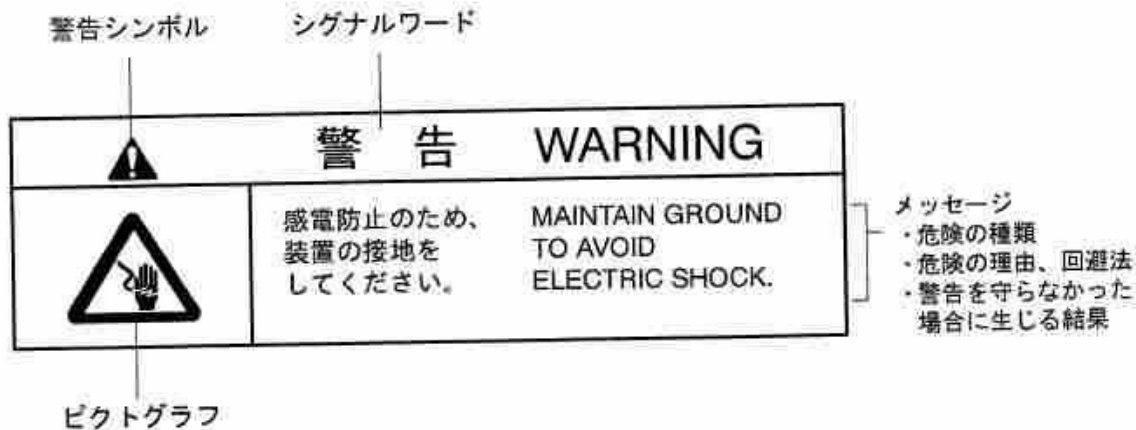 警告シンボル
シグナルワード
警 告 WARNING
感電防止のため、
装置の接地を
してください。
MAINTAIN GROUND
TO AVOID
ELECTRIC SHOCK.
メッセージ
・危険の種類
・危険の理由、回避法
・警告を守らなかった
場合に生じる結果
ピクトグラフ